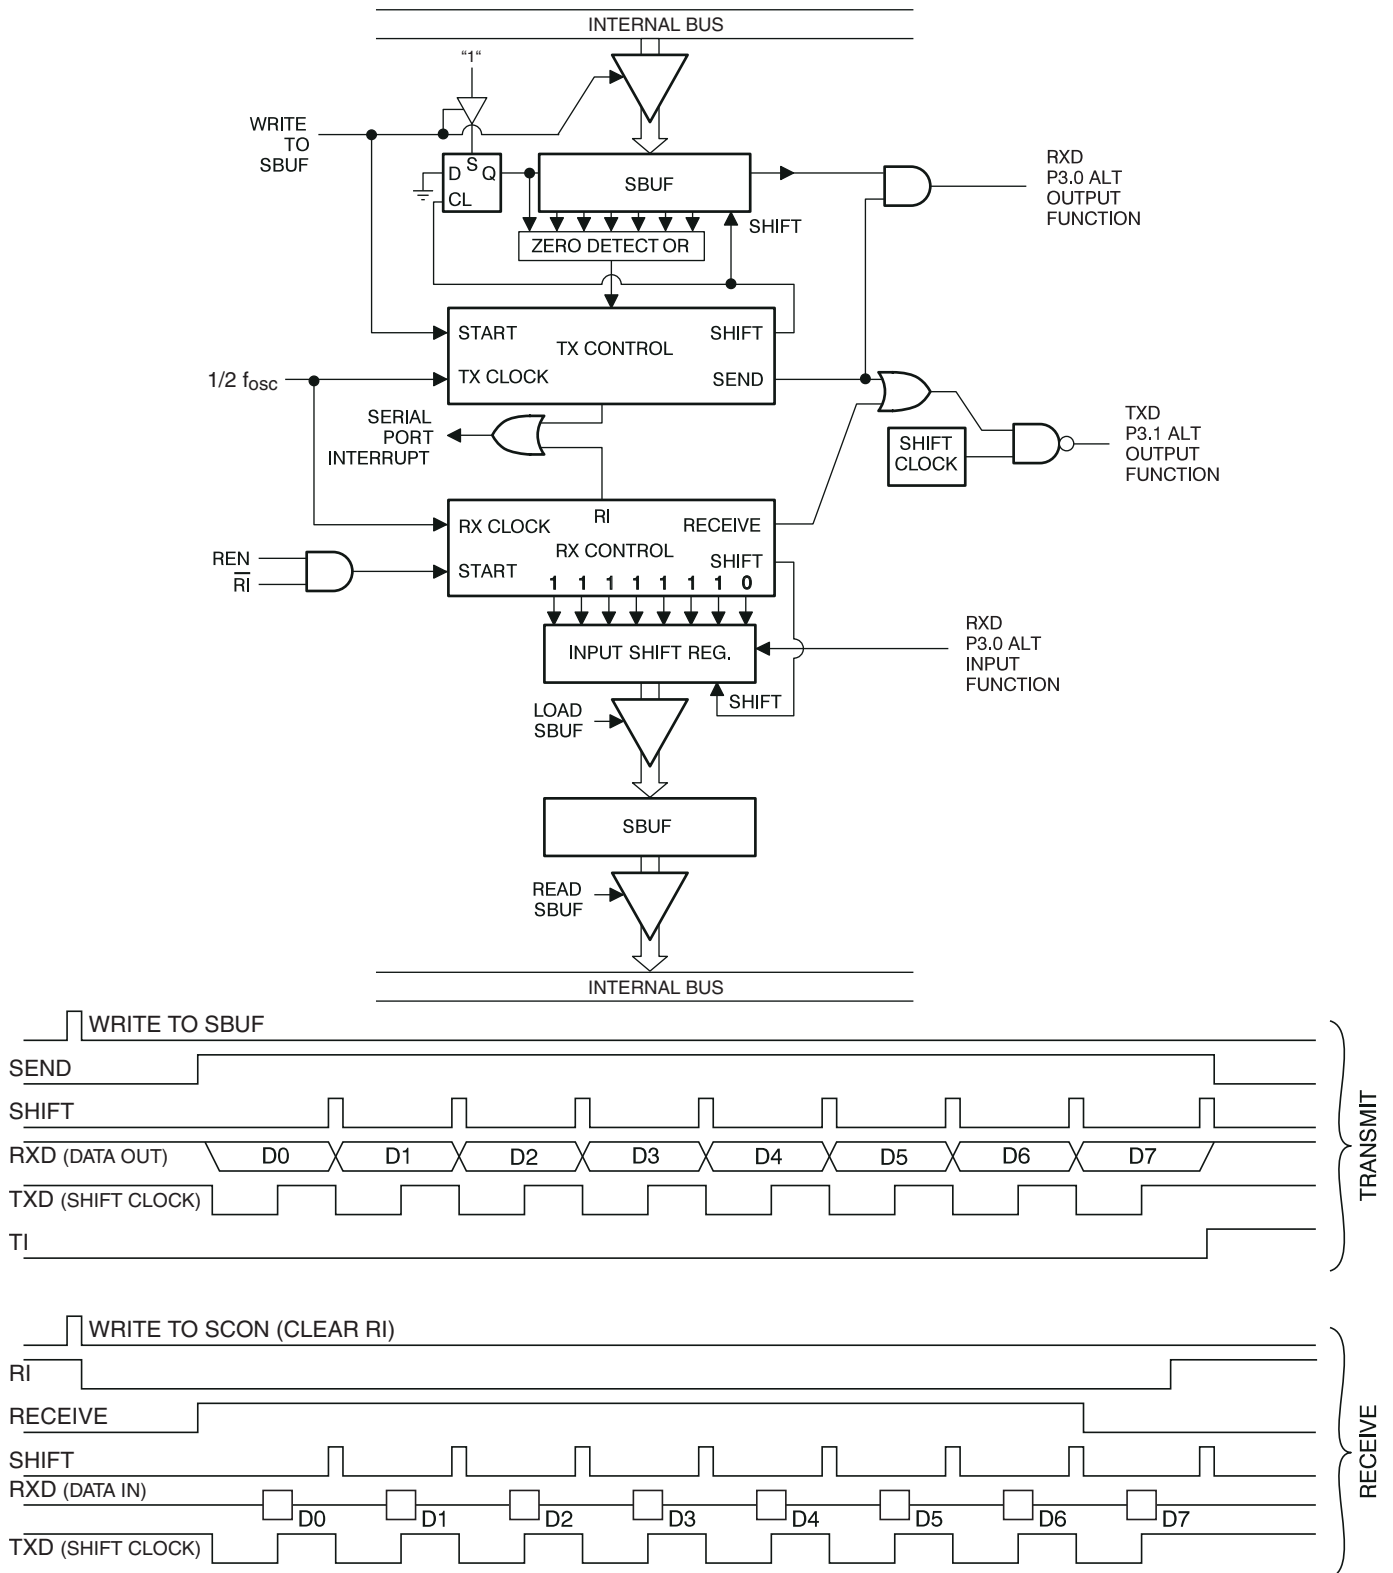 INTERNAL BUS
"1"
WRITE
TO
SBUF
S
D
Q
CL
SBUF
RXD
P3.0 ALT
OUTPUT
FUNCTION
SHIFT
ZERO DETECT OR
START
SHIFT
TX CONTROL
1/2 fosc
TX CLOCK
SEND
SERIAL
PORT
INTERRUPT
SHIFT
CLOCK
TXD
P3.1 ALT
OUTPUT
FUNCTION
RI
RX CLOCK
RECEIVE
RX CONTROL
SHIFT
REN
RI
START
1 1 1 1 1 1 1 0
INPUT SHIFT REG.
RXD
P3.0 ALT
INPUT
FUNCTION
SHIFT
LOAD
SBUF
SBUF
READ
SBUF
INTERNAL BUS
WRITE TO SBUF
SEND
SHIFT
RXD (DATA OUT) D0 D1 D2 D3 D4 D5 D6 D7
TXD (SHIFT CLOCK)
TI
TRANSMIT
WRITE TO SCON (CLEAR RI)
RI
RECEIVE
SHIFT
RXD (DATA IN)
D0 D1 D2 D3 D4 D5 D6 D7
TXD (SHIFT CLOCK)
RECEIVE